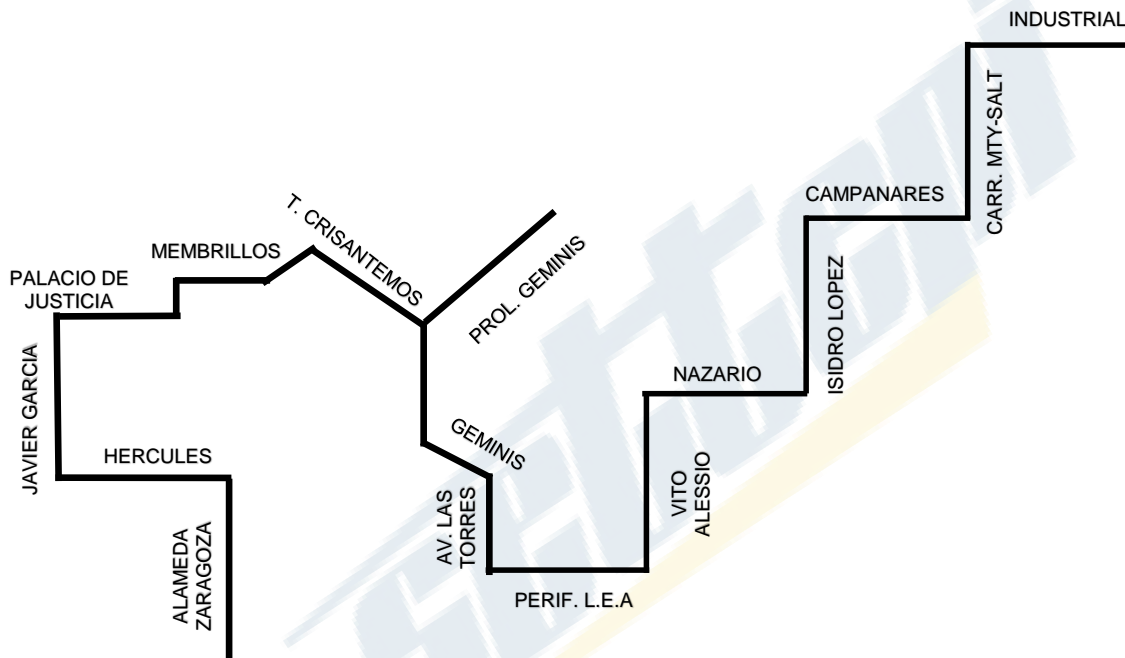 INDUSTRIAL
CARR. MTY-SALT
CAMPANARES
ISIDRO LOPEZ
NAZARIO
VITO
ALESSIO
PERIF. L.E.A
AV. LAS
TORRES
GEMINIS
PROL. GEMINIS
T. CRISANTEMOS
MEMBRILLOS
PALACIO DE
JUSTICIA
JAVIER GARCIA
HERCULES
ALAMEDA
ZARAGOZA